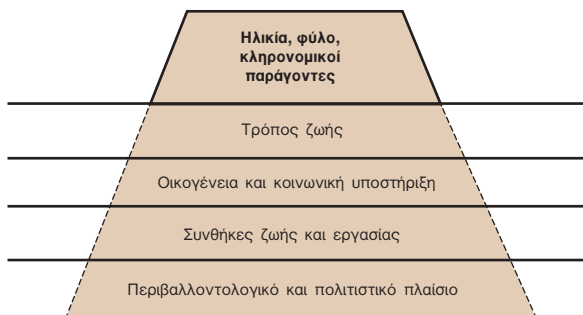 Ηλικία, φύλο,
κληρονομικοί
παράγοντες
Τρόπος ζωής
Οικογένεια και κοινωνική υποστήριξη
Συνθήκες ζωής και εργασίας
Περιβαλλοντολογικό και πολιτιστικό πλαίσιο